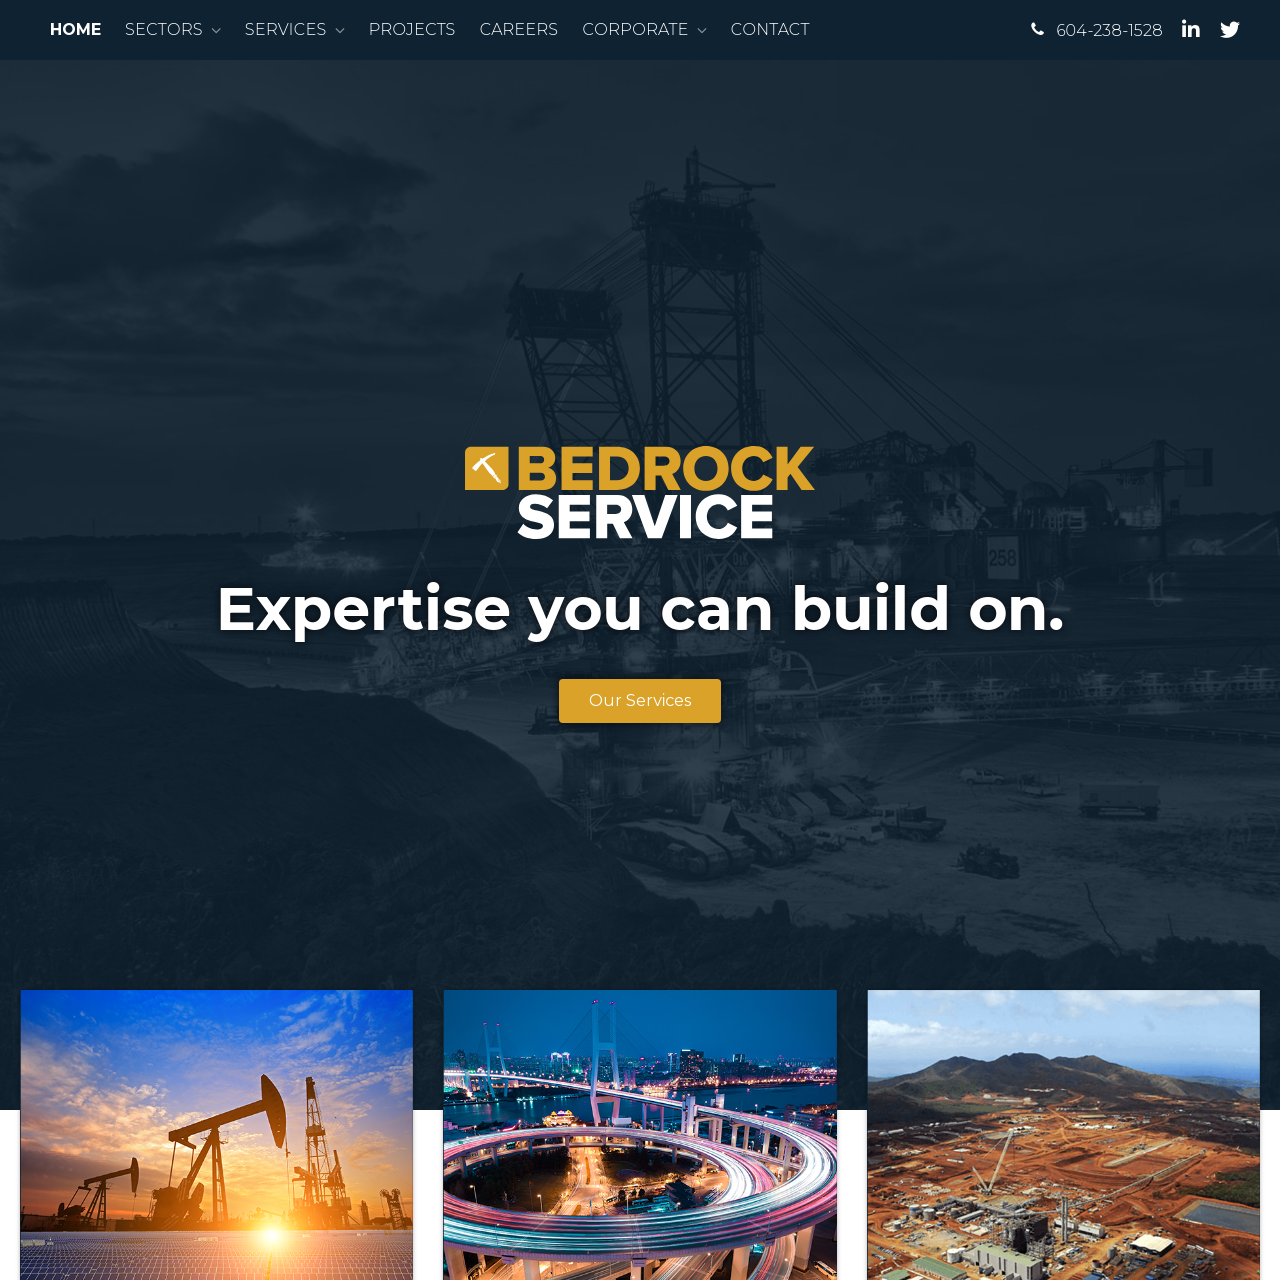 HOME SECTORS SERVICES PROJECTS CAREERS CORPORATE CONTACT 604-238-1528
BEDROCK
SERVICE
258
Expertise you can build on.
Our Services